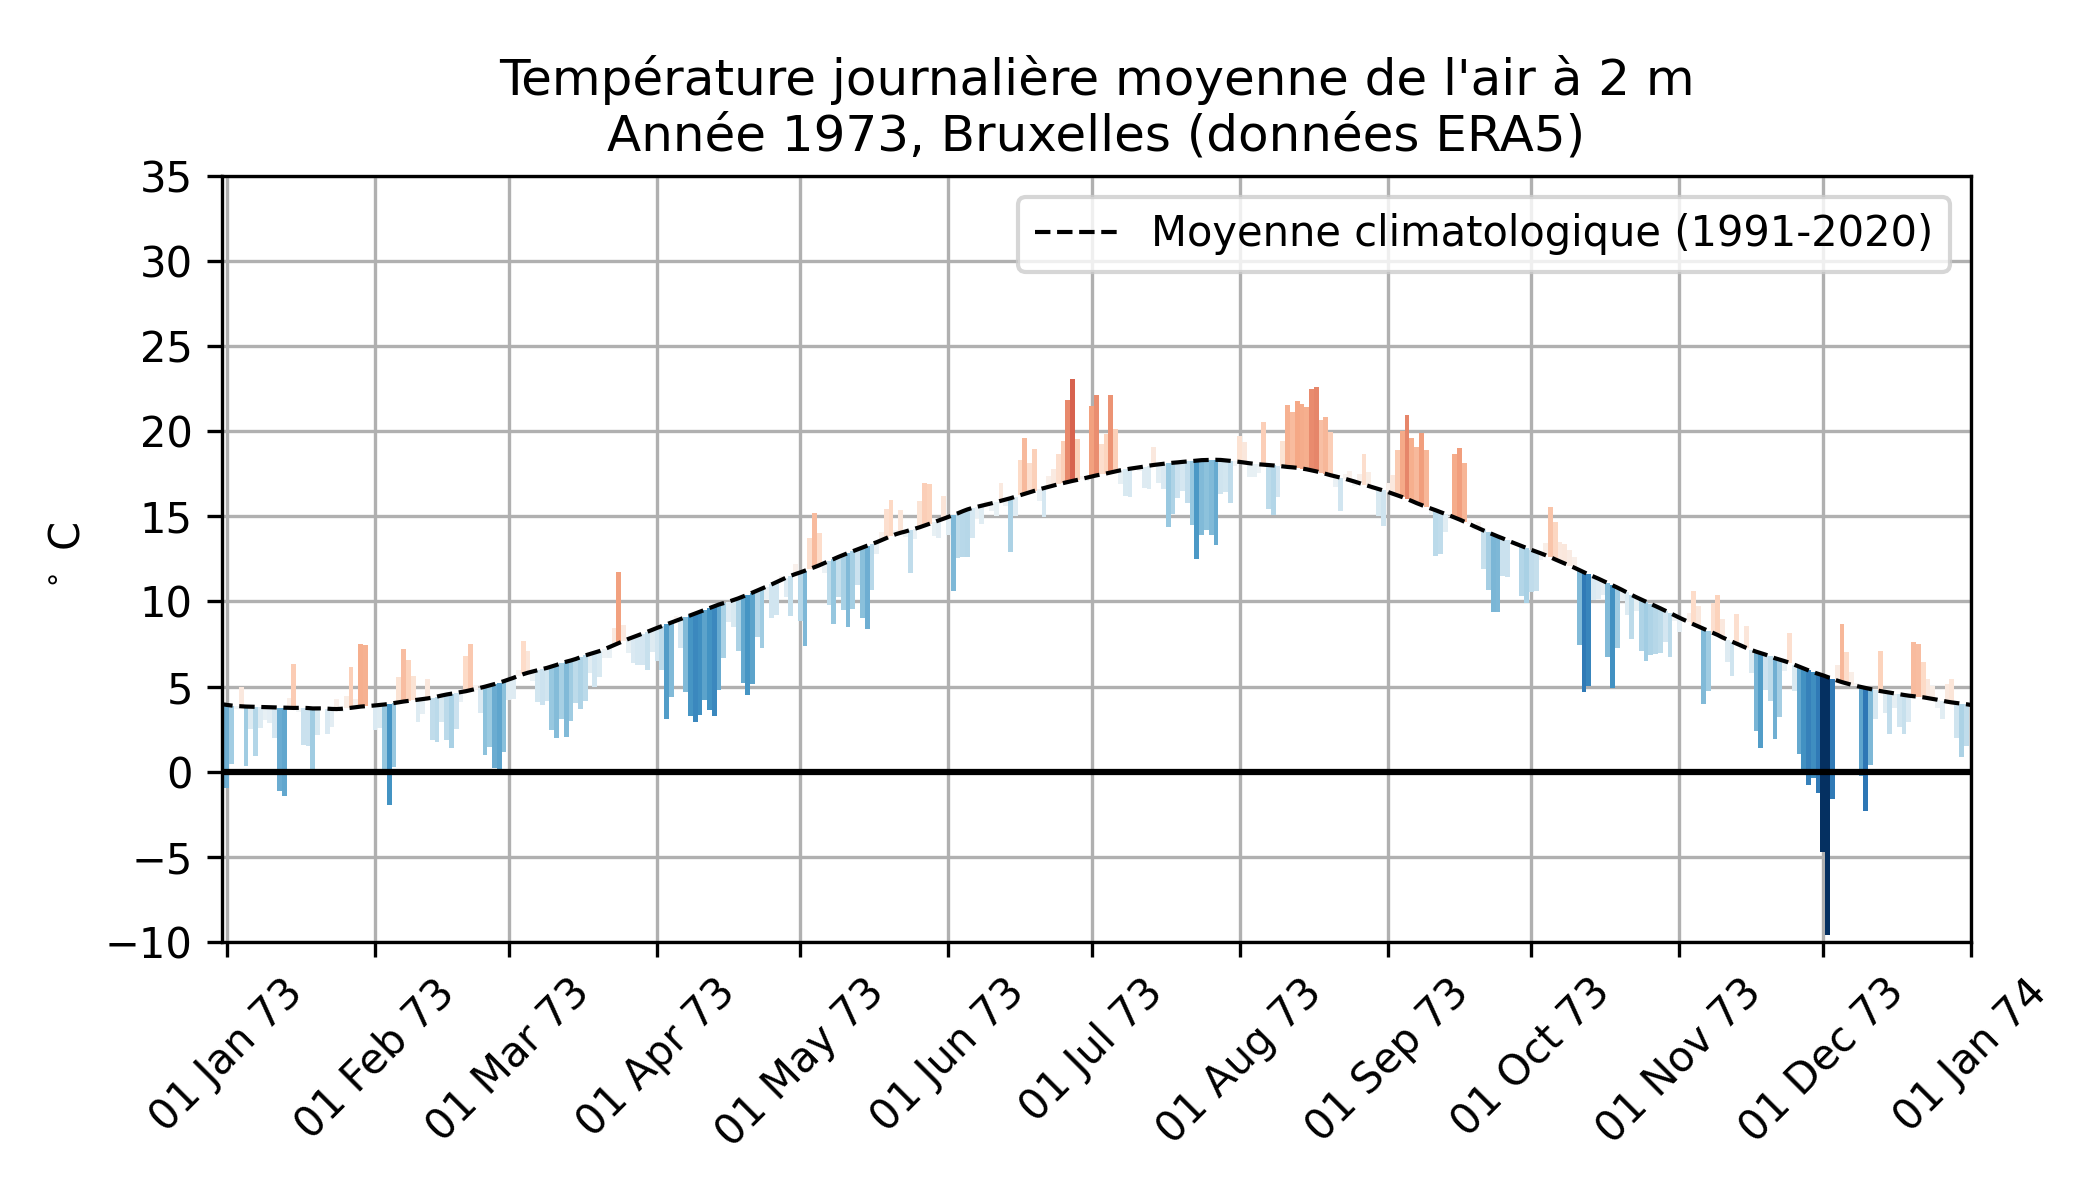 Température journalière moyenne de l'air à 2 m
Année 1973, Bruxelles (données ERA5)
Moyenne climatologique (1991-2020)
35
30
25
20
15
10
5
0
−5
−10
° C
01 Jan 73
01 Feb 73
01 Mar 73
01 Apr 73
01 May 73
01 Jun 73
01 Jul 73
01 Aug 73
01 Sep 73
01 Oct 73
01 Nov 73
01 Dec 73
01 Jan 74